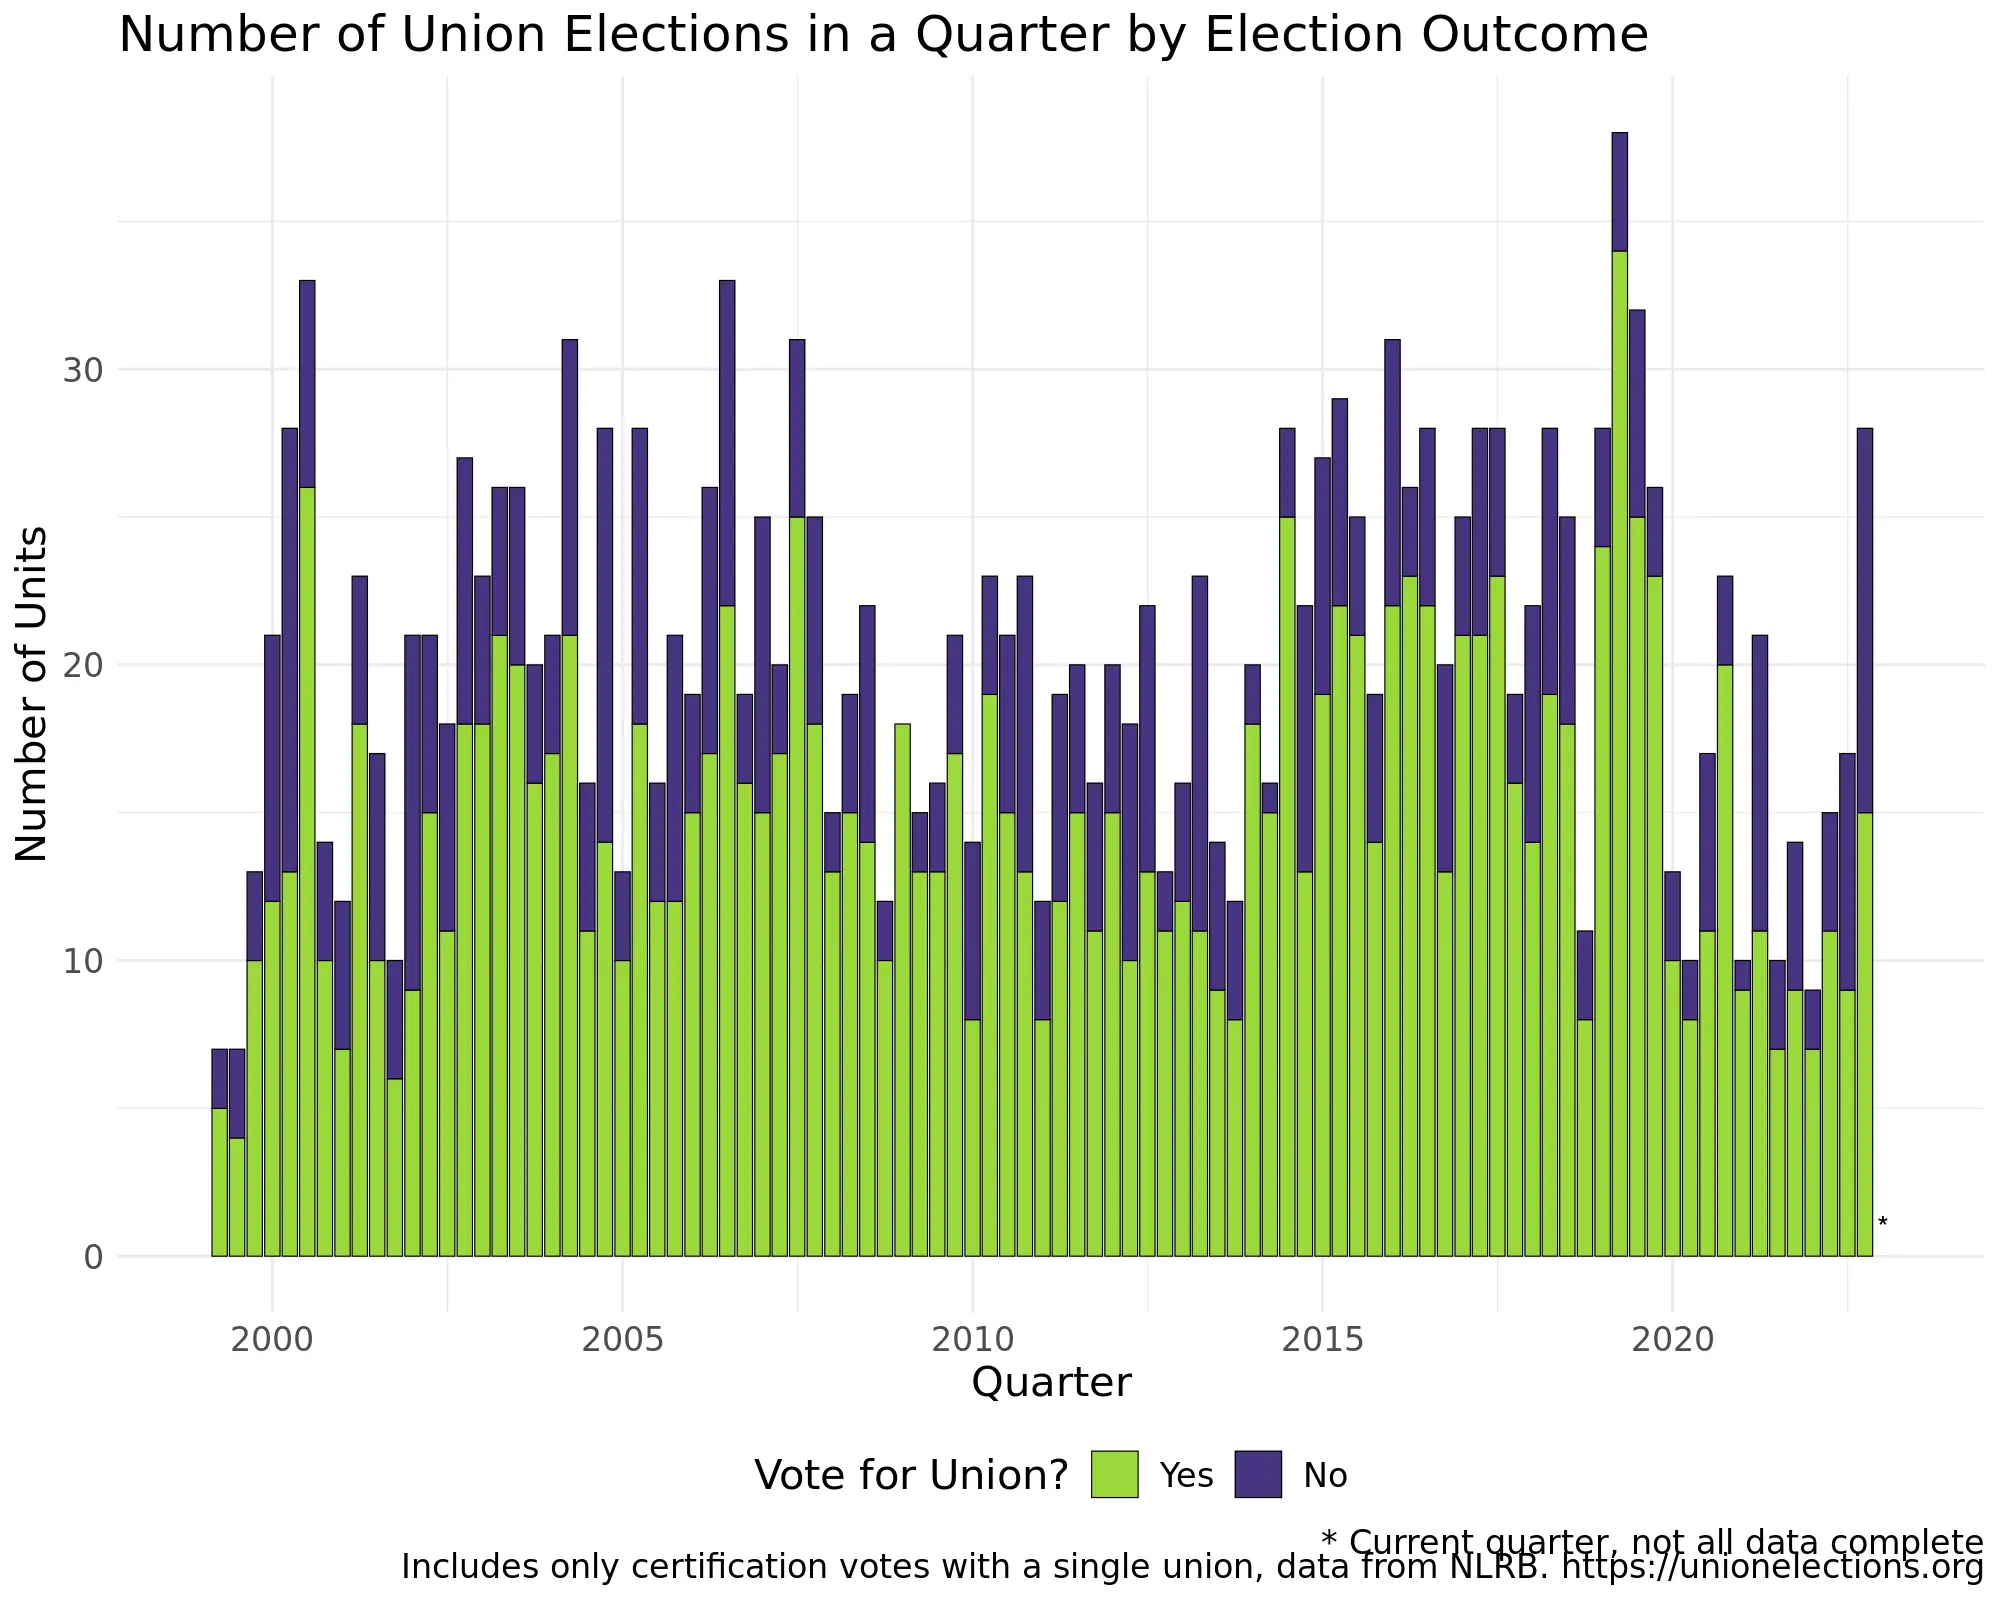 Number of Union Elections in a Quarter by Election Outcome
Number of Units
30
20
10
0
*
2000 2005 2010 2015 2020
Quarter
Vote for Union? Yes No
* Current quarter, not all data complete
Includes only certification votes with a single union, data from NLRB. https://unionelections.org